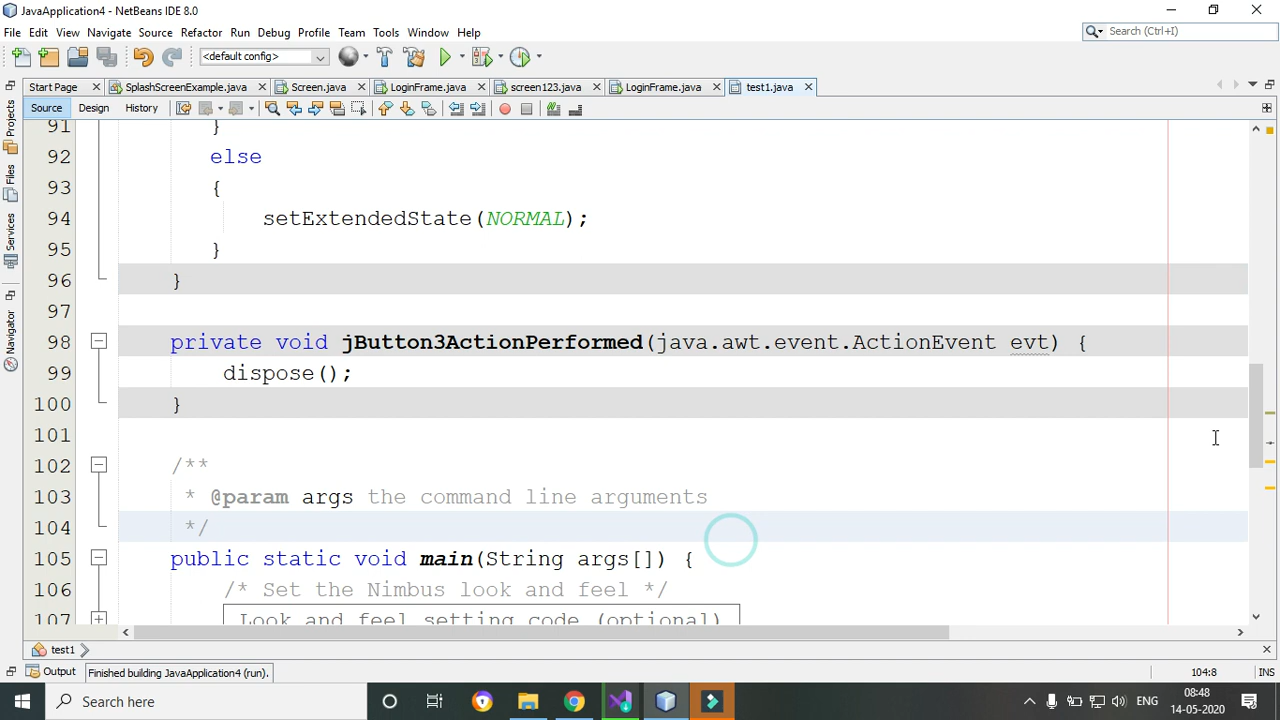 JavaApplication4 - NetBeans IDE 8.0
File Edit View Navigate Source Refactor Run Debug Profile Team Tools Window Help
Search (Ctrl+I)
<default config>
Start Page SplashScreenExample.java Screen.java LoginFrame.java screen123.java LoginFrame.java test1.java
Source Design History
Projects
Files
Services
Navigator
91 }
92 else
93 {
94 setExtendedState(NORMAL);
95 }
96 }
97
98 private void jButton3ActionPerformed(java.awt.event.ActionEvent evt) {
99 dispose();
100 }
101
102 /**
103 * @param args the command line arguments
104 */
105 public static void main(String args[]) {
106 /* Set the Nimbus look and feel */
107 Look and feel setting code (optional)
test1
Output Finished building JavaApplication4 (run). 104:8 INS
Search here ENG 08:48
14-05-2020